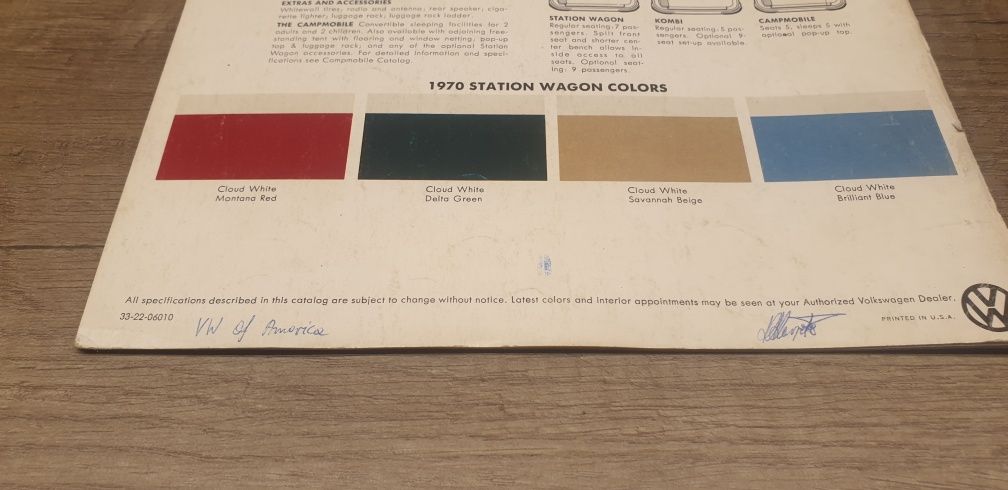 EXTRAS AND ACCESSORIES
Whitewall tires; radio and antenna; rear speaker; ciga-
rette lighter; luggage rack; luggage rack ladder.
THE CAMPMOBILE Convertible sleeping facilities for 2
adults and 2 children. Also available with adjoining free-
standing tent with flooring and window netting; pop-up
top & luggage rack; and any of the optional Station
Wagon accessories. For detailed information and speci-
fications see Campmobile Catalog.
STATION WAGON
Regular seating: 7 pas-
sengers. Split front
seat and shorter cen-
ter bench allows in-
side access to all
seats. Optional seat-
ing: 9 passengers.
KOMBI
Regular seating: 5 pas-
sengers. Optional 9-
seat set-up available.
CAMPMOBILE
Seats 5, sleeps 5 with
optional pop-up top.
1970 STATION WAGON COLORS
Cloud White
Montana Red
Cloud White
Delta Green
Cloud White
Savannah Beige
Cloud White
Brilliant Blue
All specifications described in this catalog are subject to change without notice. Latest colors and interior appointments may be seen at your Authorized Volkswagen Dealer.
33-22-06010
VW of America
PRINTED IN U.S.A.
VW